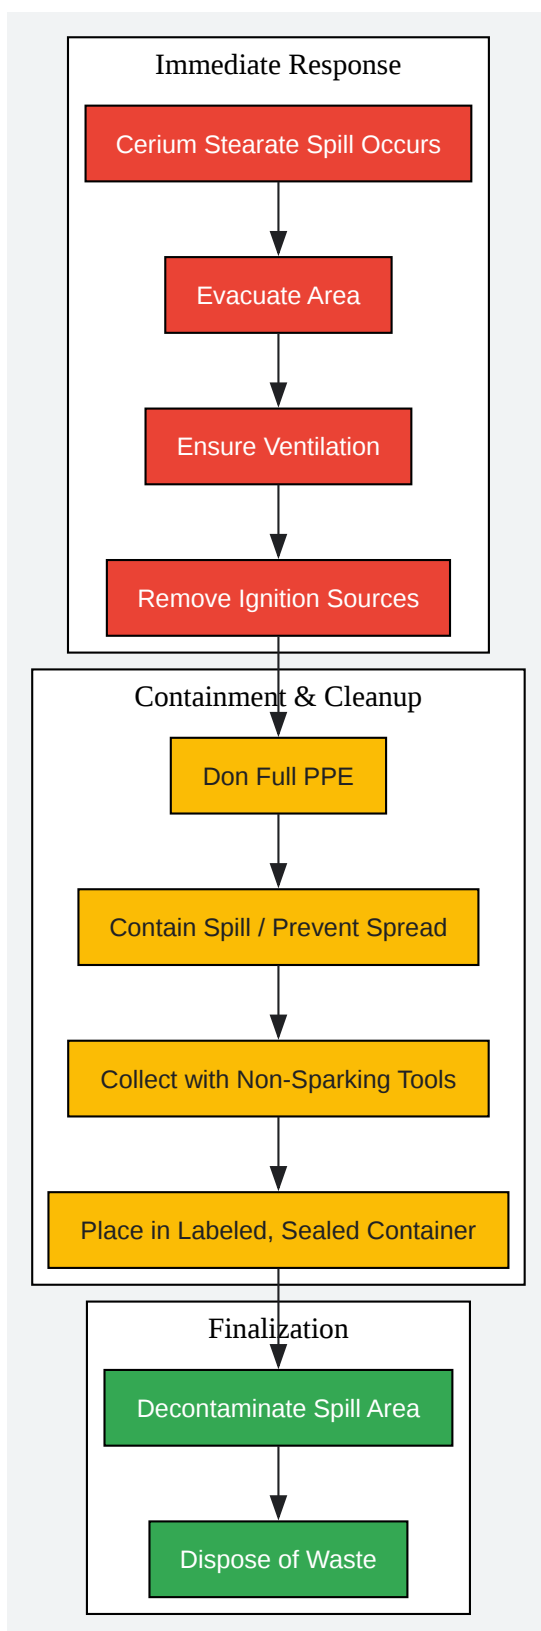 Immediate Response
Cerium Stearate Spill Occurs
Evacuate Area
Ensure Ventilation
Remove Ignition Sources
Containment & Cleanup
Don Full PPE
Contain Spill / Prevent Spread
Collect with Non-Sparking Tools
Place in Labeled, Sealed Container
Finalization
Decontaminate Spill Area
Dispose of Waste